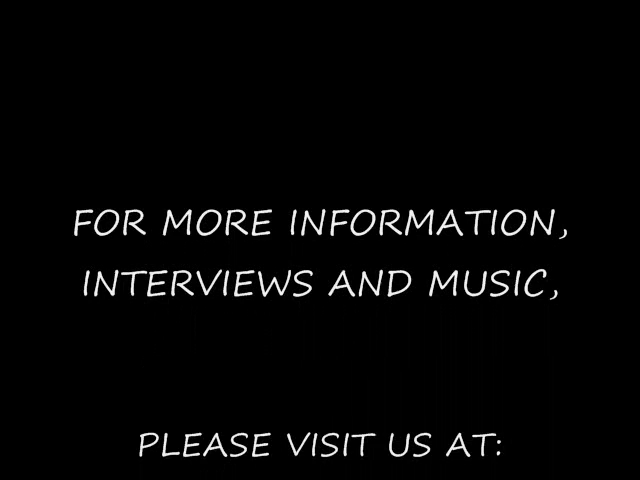 FOR MORE INFORMATION,
INTERVIEWS AND MUSIC,
PLEASE VISIT US AT: